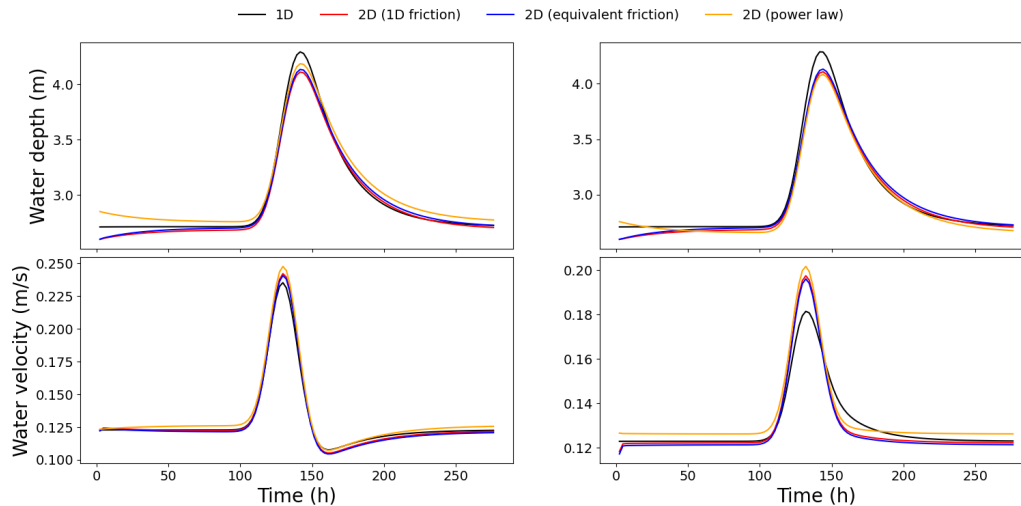 1D 2D (1D friction) 2D (equivalent friction) 2D (power law)
Water depth (m)
4.0
3.5
3.0
4.0
3.5
3.0
Water velocity (m/s)
0.250
0.225
0.200
0.175
0.150
0.125
0.100
0.20
0.18
0.16
0.14
0.12
0 50 100 150 200 250
0 50 100 150 200 250
Time (h)
Time (h)